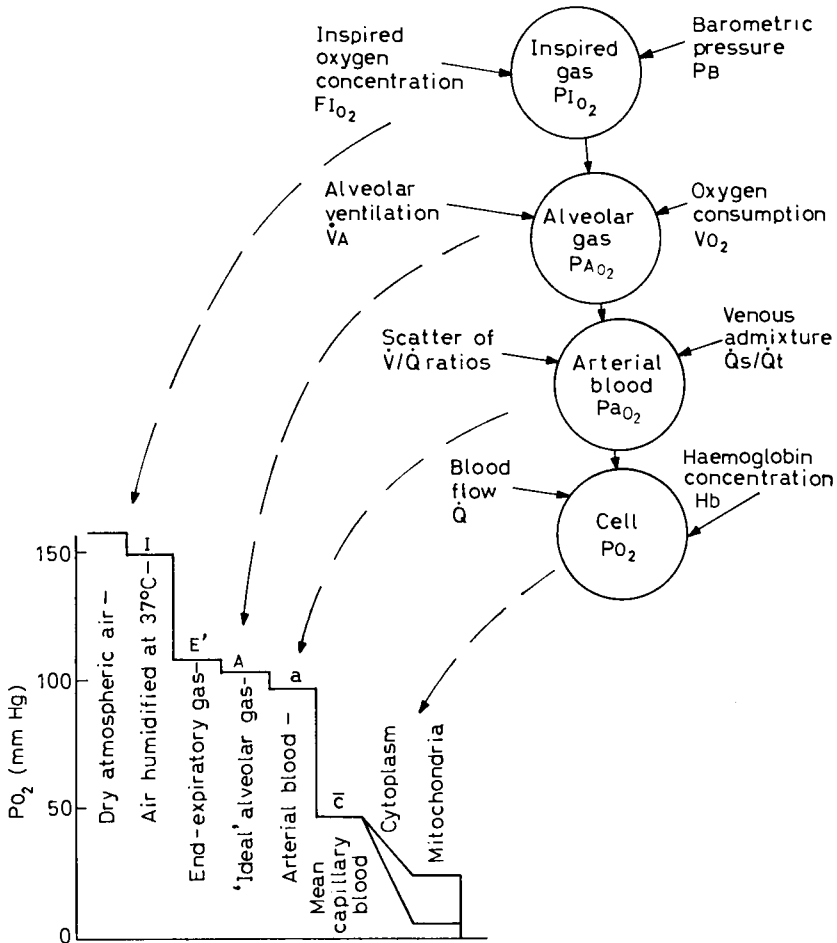 Inspired
oxygen
concentration
FIO₂
Inspired
gas
PIO₂
Barometric
pressure
PB
Alveolar
ventilation
V̇A
Alveolar
gas
PAO₂
Oxygen
consumption
VO₂
Scatter of
V̇/Q̇ ratios
Arterial
blood
PaO₂
Venous
admixture
Q̇s/Q̇t
Blood
flow
Q̇
Cell
PO₂
Haemoglobin
concentration
Hb
PO₂ (mm Hg)
150
100
50
0
I
E'
A
a
Dry atmospheric air –
Air humidified at 37°C –
End-expiratory gas –
'Ideal' alveolar gas –
Arterial blood –
Mean
capillary
blood
Cytoplasm
Mitochondria